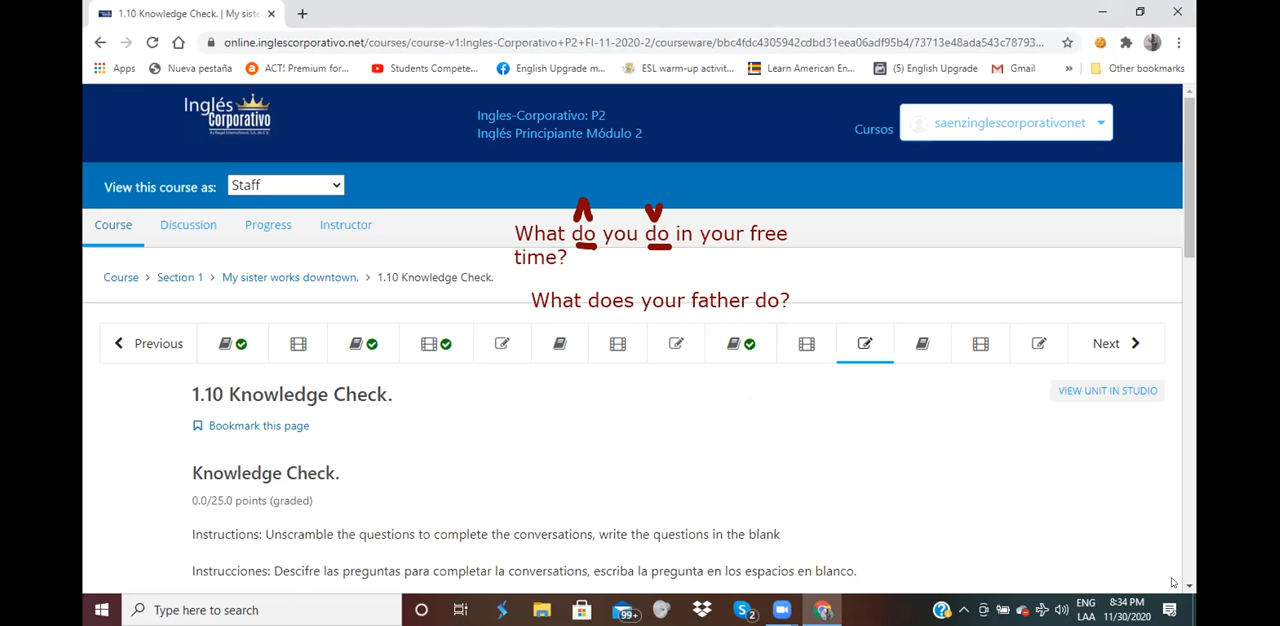 1.10 Knowledge Check. | My sist
online.inglescorporativo.net/courses/course-v1:Ingles-Corporativo+P2+FI-11-2020-2/courseware/bbc4fdc4305942cdbd31eea06adf95b4/73713e48ada543c78793...
Apps Nueva pestaña ACT! Premium for... Students Compete... English Upgrade m... ESL warm-up activit... Learn American En... (5) English Upgrade Gmail » Other bookmarks
Inglés Corporativo
Ingles-Corporativo: P2
Inglés Principiante Módulo 2
Cursos saenzinglescorporativonet
View this course as: Staff
Course Discussion Progress Instructor
What do you do in your free
time?
Course > Section 1 > My sister works downtown. > 1.10 Knowledge Check.
What does your father do?
Previous Next
1.10 Knowledge Check.
VIEW UNIT IN STUDIO
Bookmark this page
Knowledge Check.
0.0/25.0 points (graded)
Instructions: Unscramble the questions to complete the conversations, write the questions in the blank
Instrucciones: Descifre las preguntas para completar la conversations, escriba la pregunta en los espacios en blanco.
Type here to search 99+ 2 ENG 8:34 PM
LAA 11/30/2020